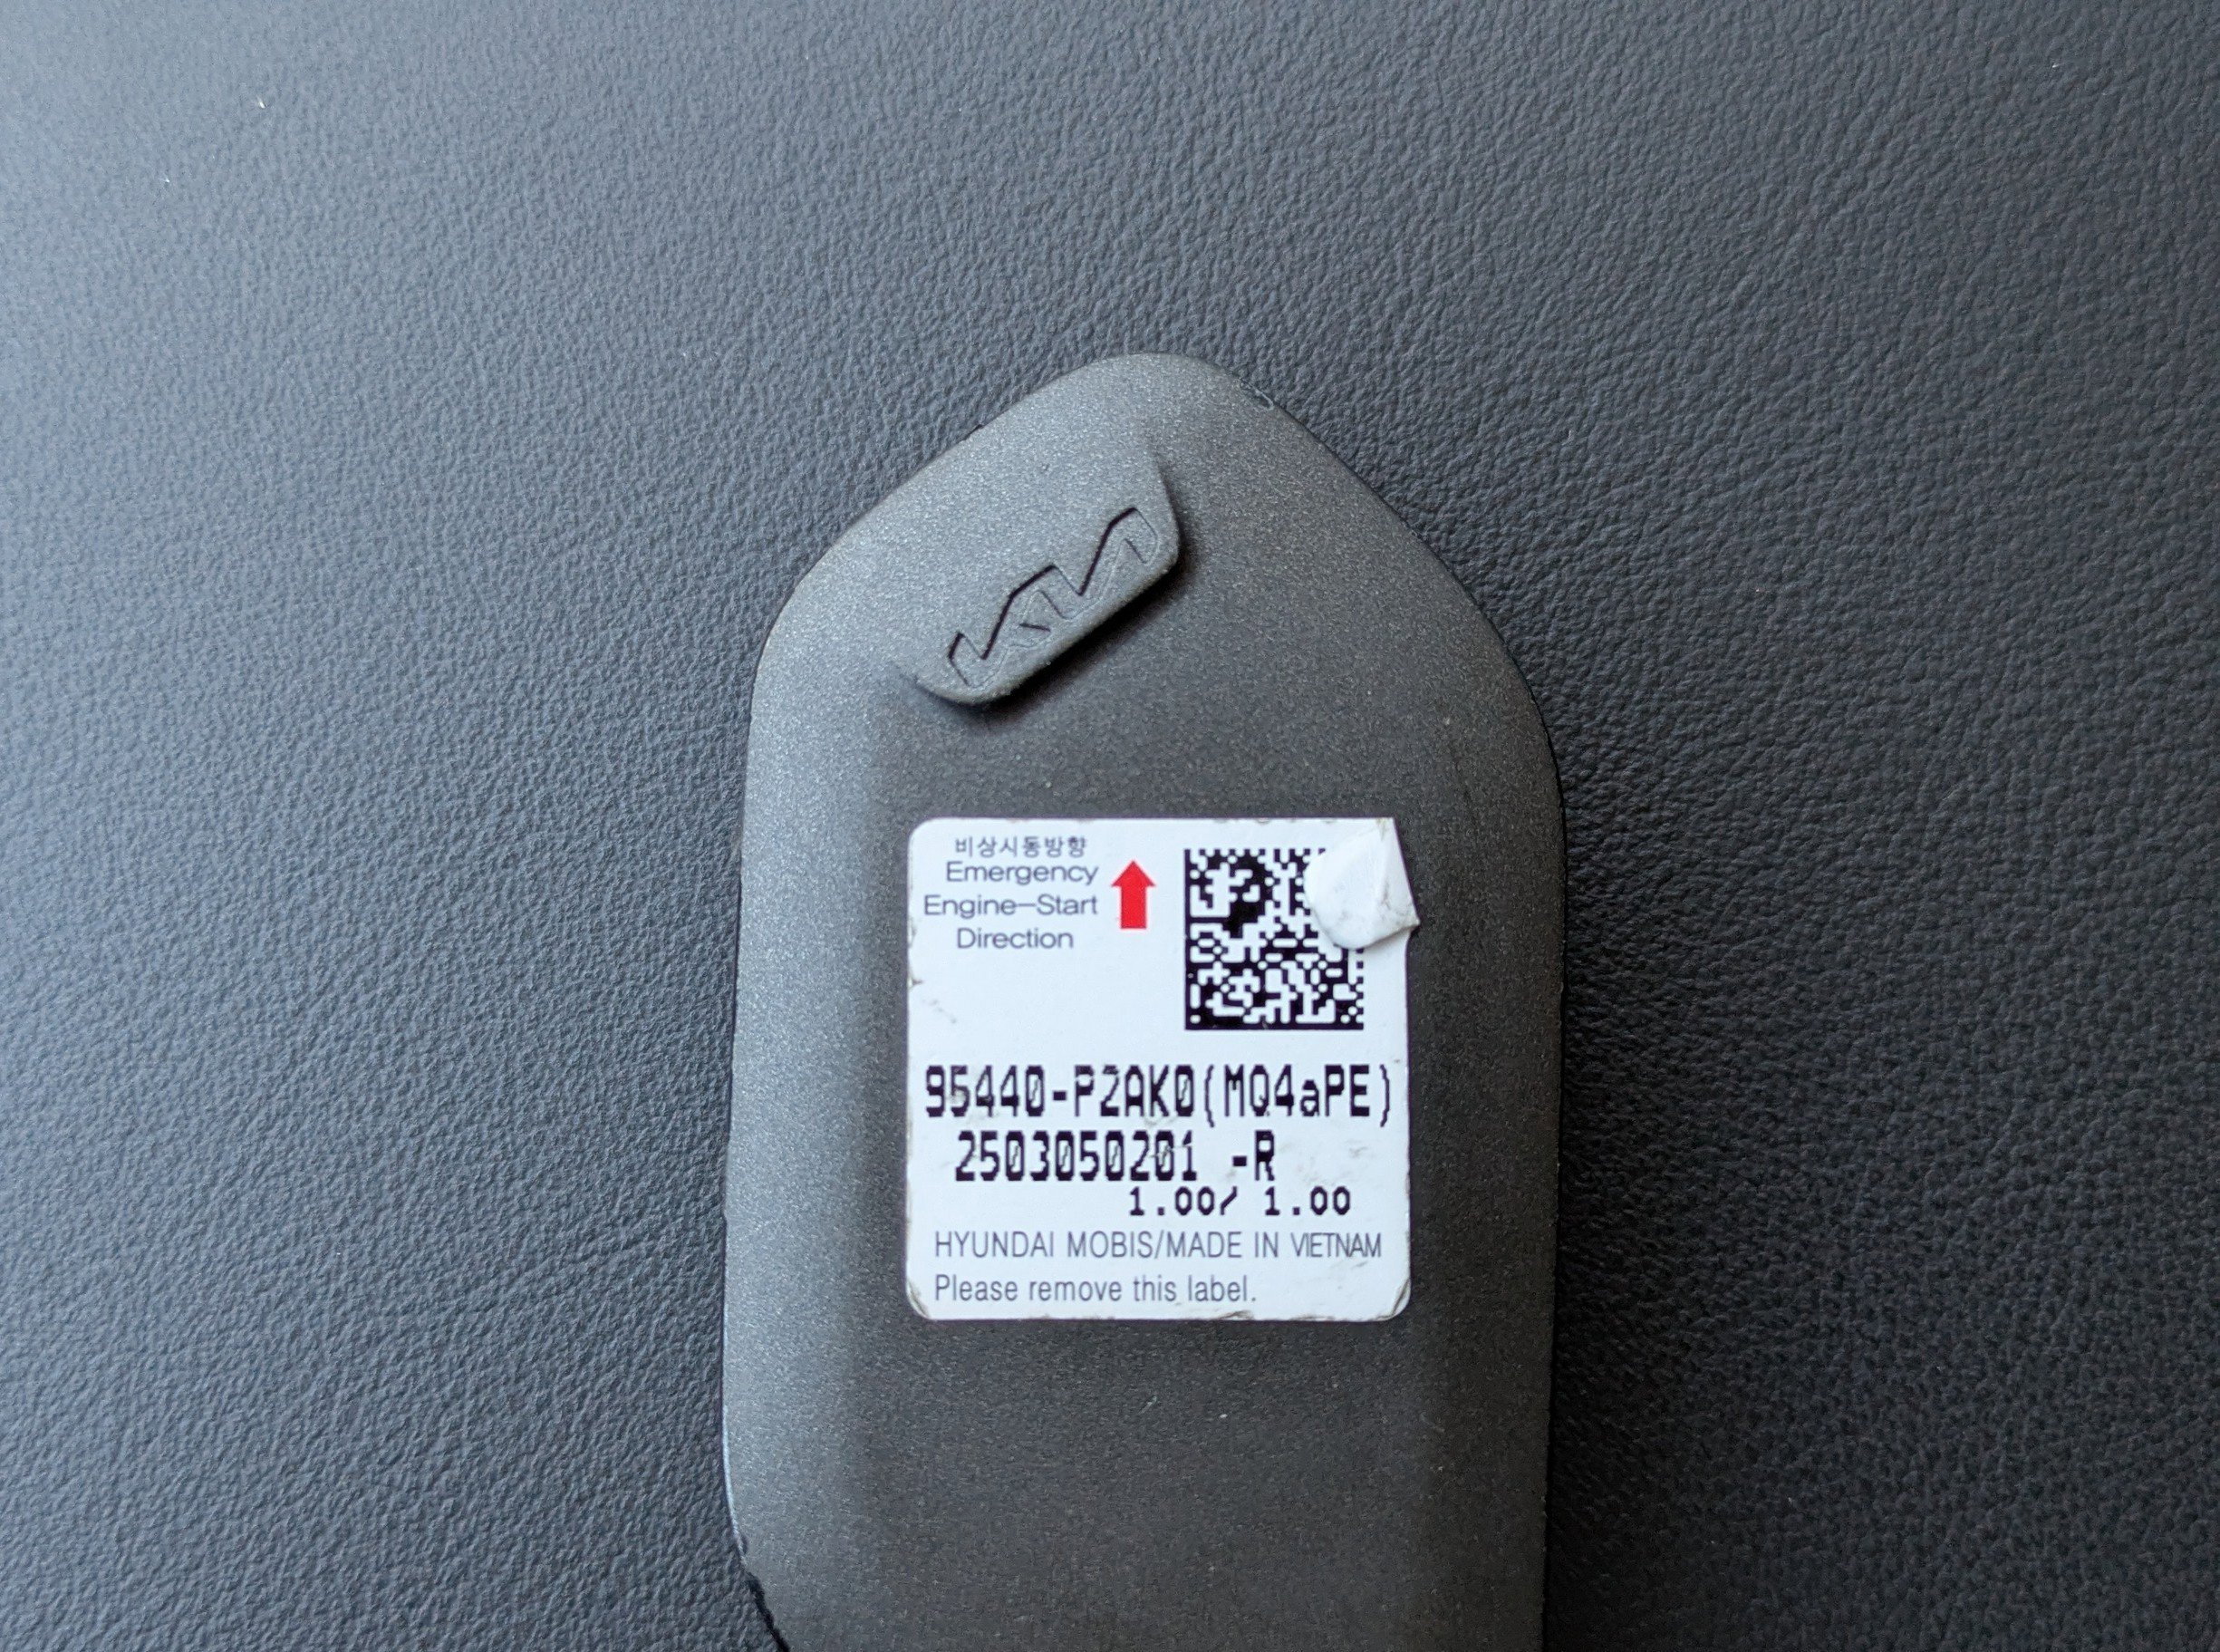 KIA
비상시동방향
Emergency
Engine-Start
Direction
95440-P2AK0(MQ4aPE)
2503050201 -R
1.00/ 1.00
HYUNDAI MOBIS/MADE IN VIETNAM
Please remove this label.